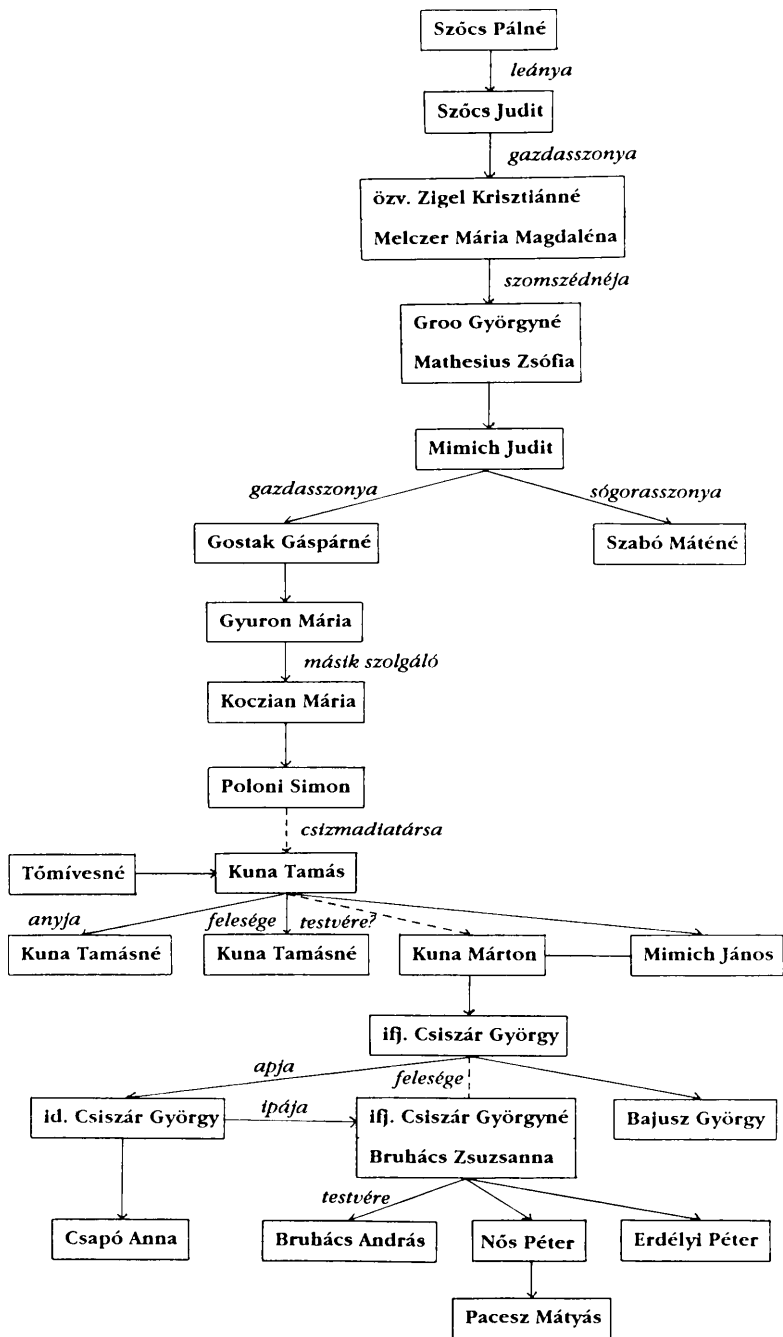 Szőcs Pálné
leánya
Szőcs Judit
gazdasszonya
özv. Zigel Krisztiánné
Melczer Mária Magdaléna
szomszédnéja
Groo Györgyné
Mathesius Zsófia
Mimich Judit
gazdasszonya
sógorasszonya
Gostak Gáspárné
Szabó Máténé
Gyuron Mária
másik szolgáló
Koczian Mária
Poloni Simon
csizmadiatársa
Tőmívesné
Kuna Tamás
anyja
felesége
testvére?
Kuna Tamásné
Kuna Tamásné
Kuna Márton
Mimich János
ifj. Csiszár György
apja
felesége
id. Csiszár György
ipája
ifj. Csiszár Györgyné
Bruhács Zsuzsanna
Bajusz György
testvére
Csapó Anna
Bruhács András
Nős Péter
Erdélyi Péter
Pacesz Mátyás